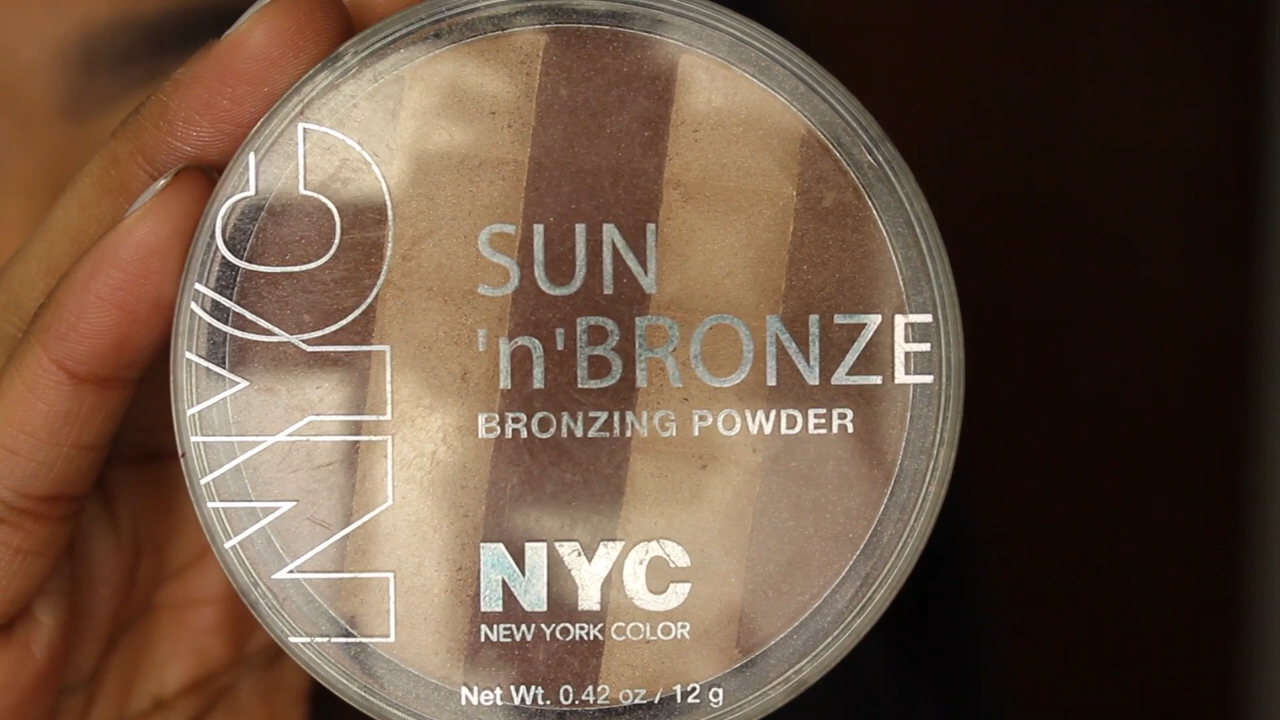 NYC
SUN
'n'BRONZE
BRONZING POWDER
NYC
NEW YORK COLOR
Net Wt. 0.42 oz / 12 g